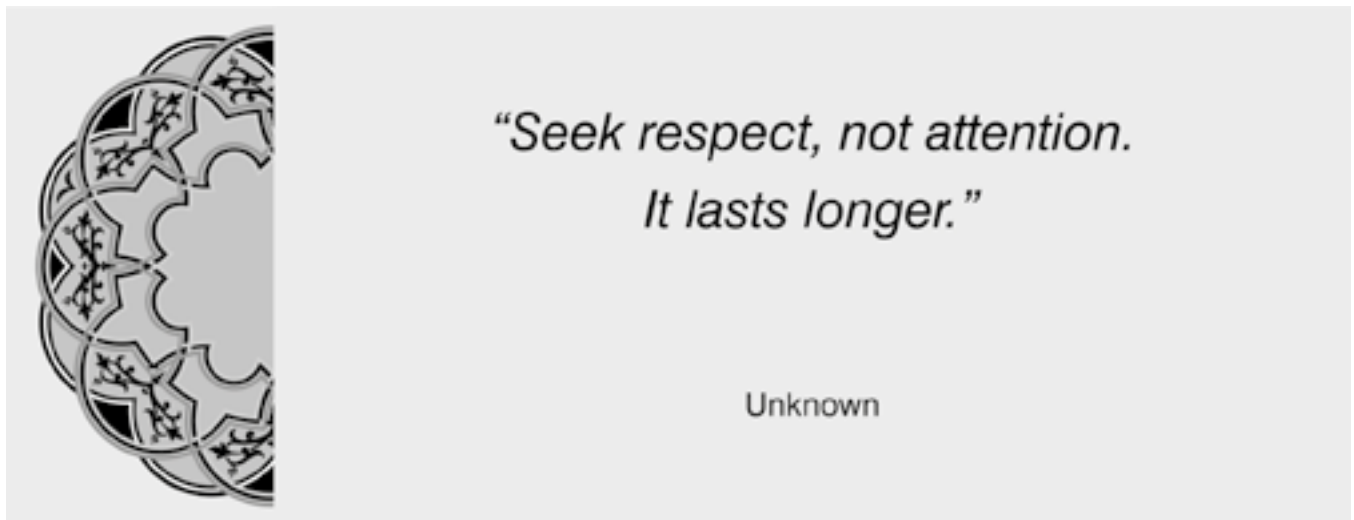 “Seek respect, not attention.
It lasts longer.”
Unknown